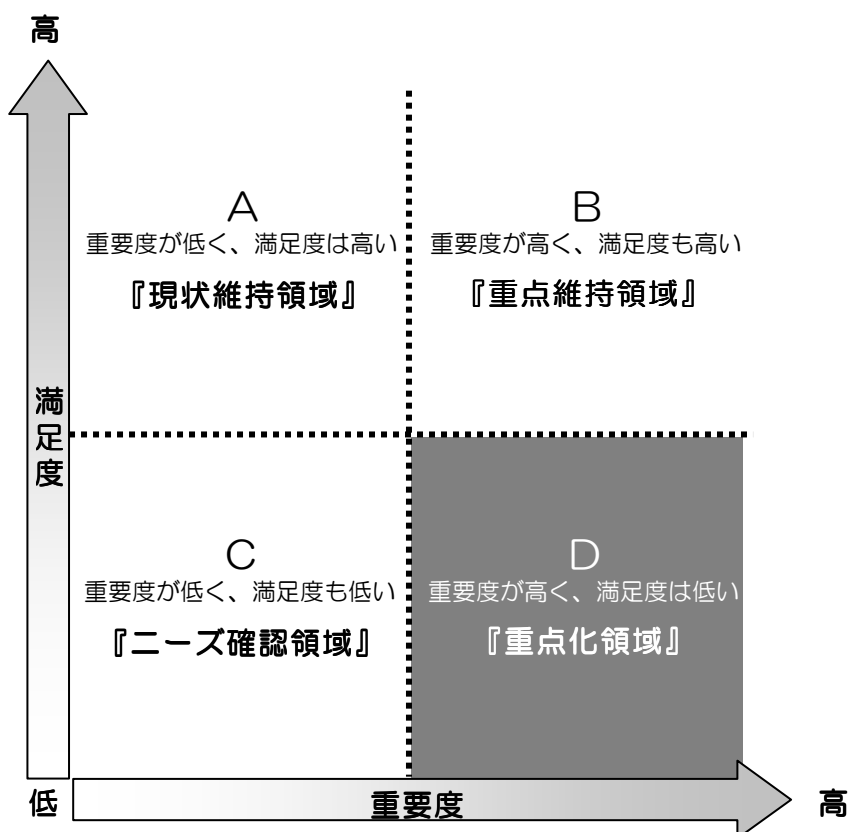 高
A
重要度が低く、満足度は高い
『現状維持領域』
B
重要度が高く、満足度も高い
『重点維持領域』
満足度
C
重要度が低く、満足度も低い
『ニーズ確認領域』
D
重要度が高く、満足度は低い
『重点化領域』
低
重要度
高